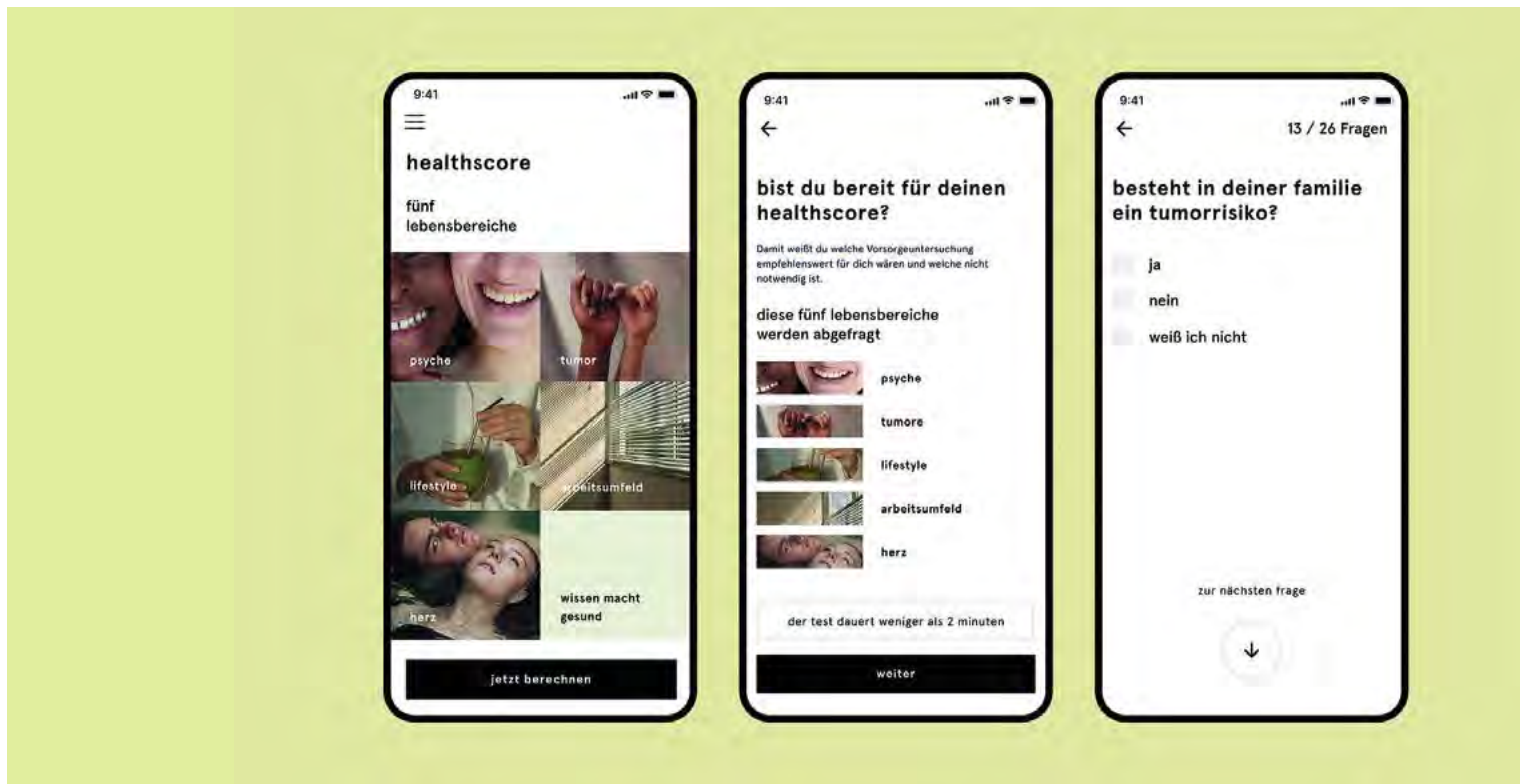 9:41
healthscore
fünf
lebensbereiche
psyche
tumor
lifestyle
arbeitsumfeld
herz
wissen macht
gesund
jetzt berechnen
9:41
bist du bereit für deinen
healthscore?
Damit weißt du welche Vorsorgeuntersuchung
empfehlenswert für dich wären und welche nicht
notwendig ist.
diese fünf lebensbereiche
werden abgefragt
psyche
tumore
lifestyle
arbeitsumfeld
herz
der test dauert weniger als 2 minuten
weiter
9:41
13 / 26 Fragen
besteht in deiner familie
ein tumorrisiko?
ja
nein
weiß ich nicht
zur nächsten frage